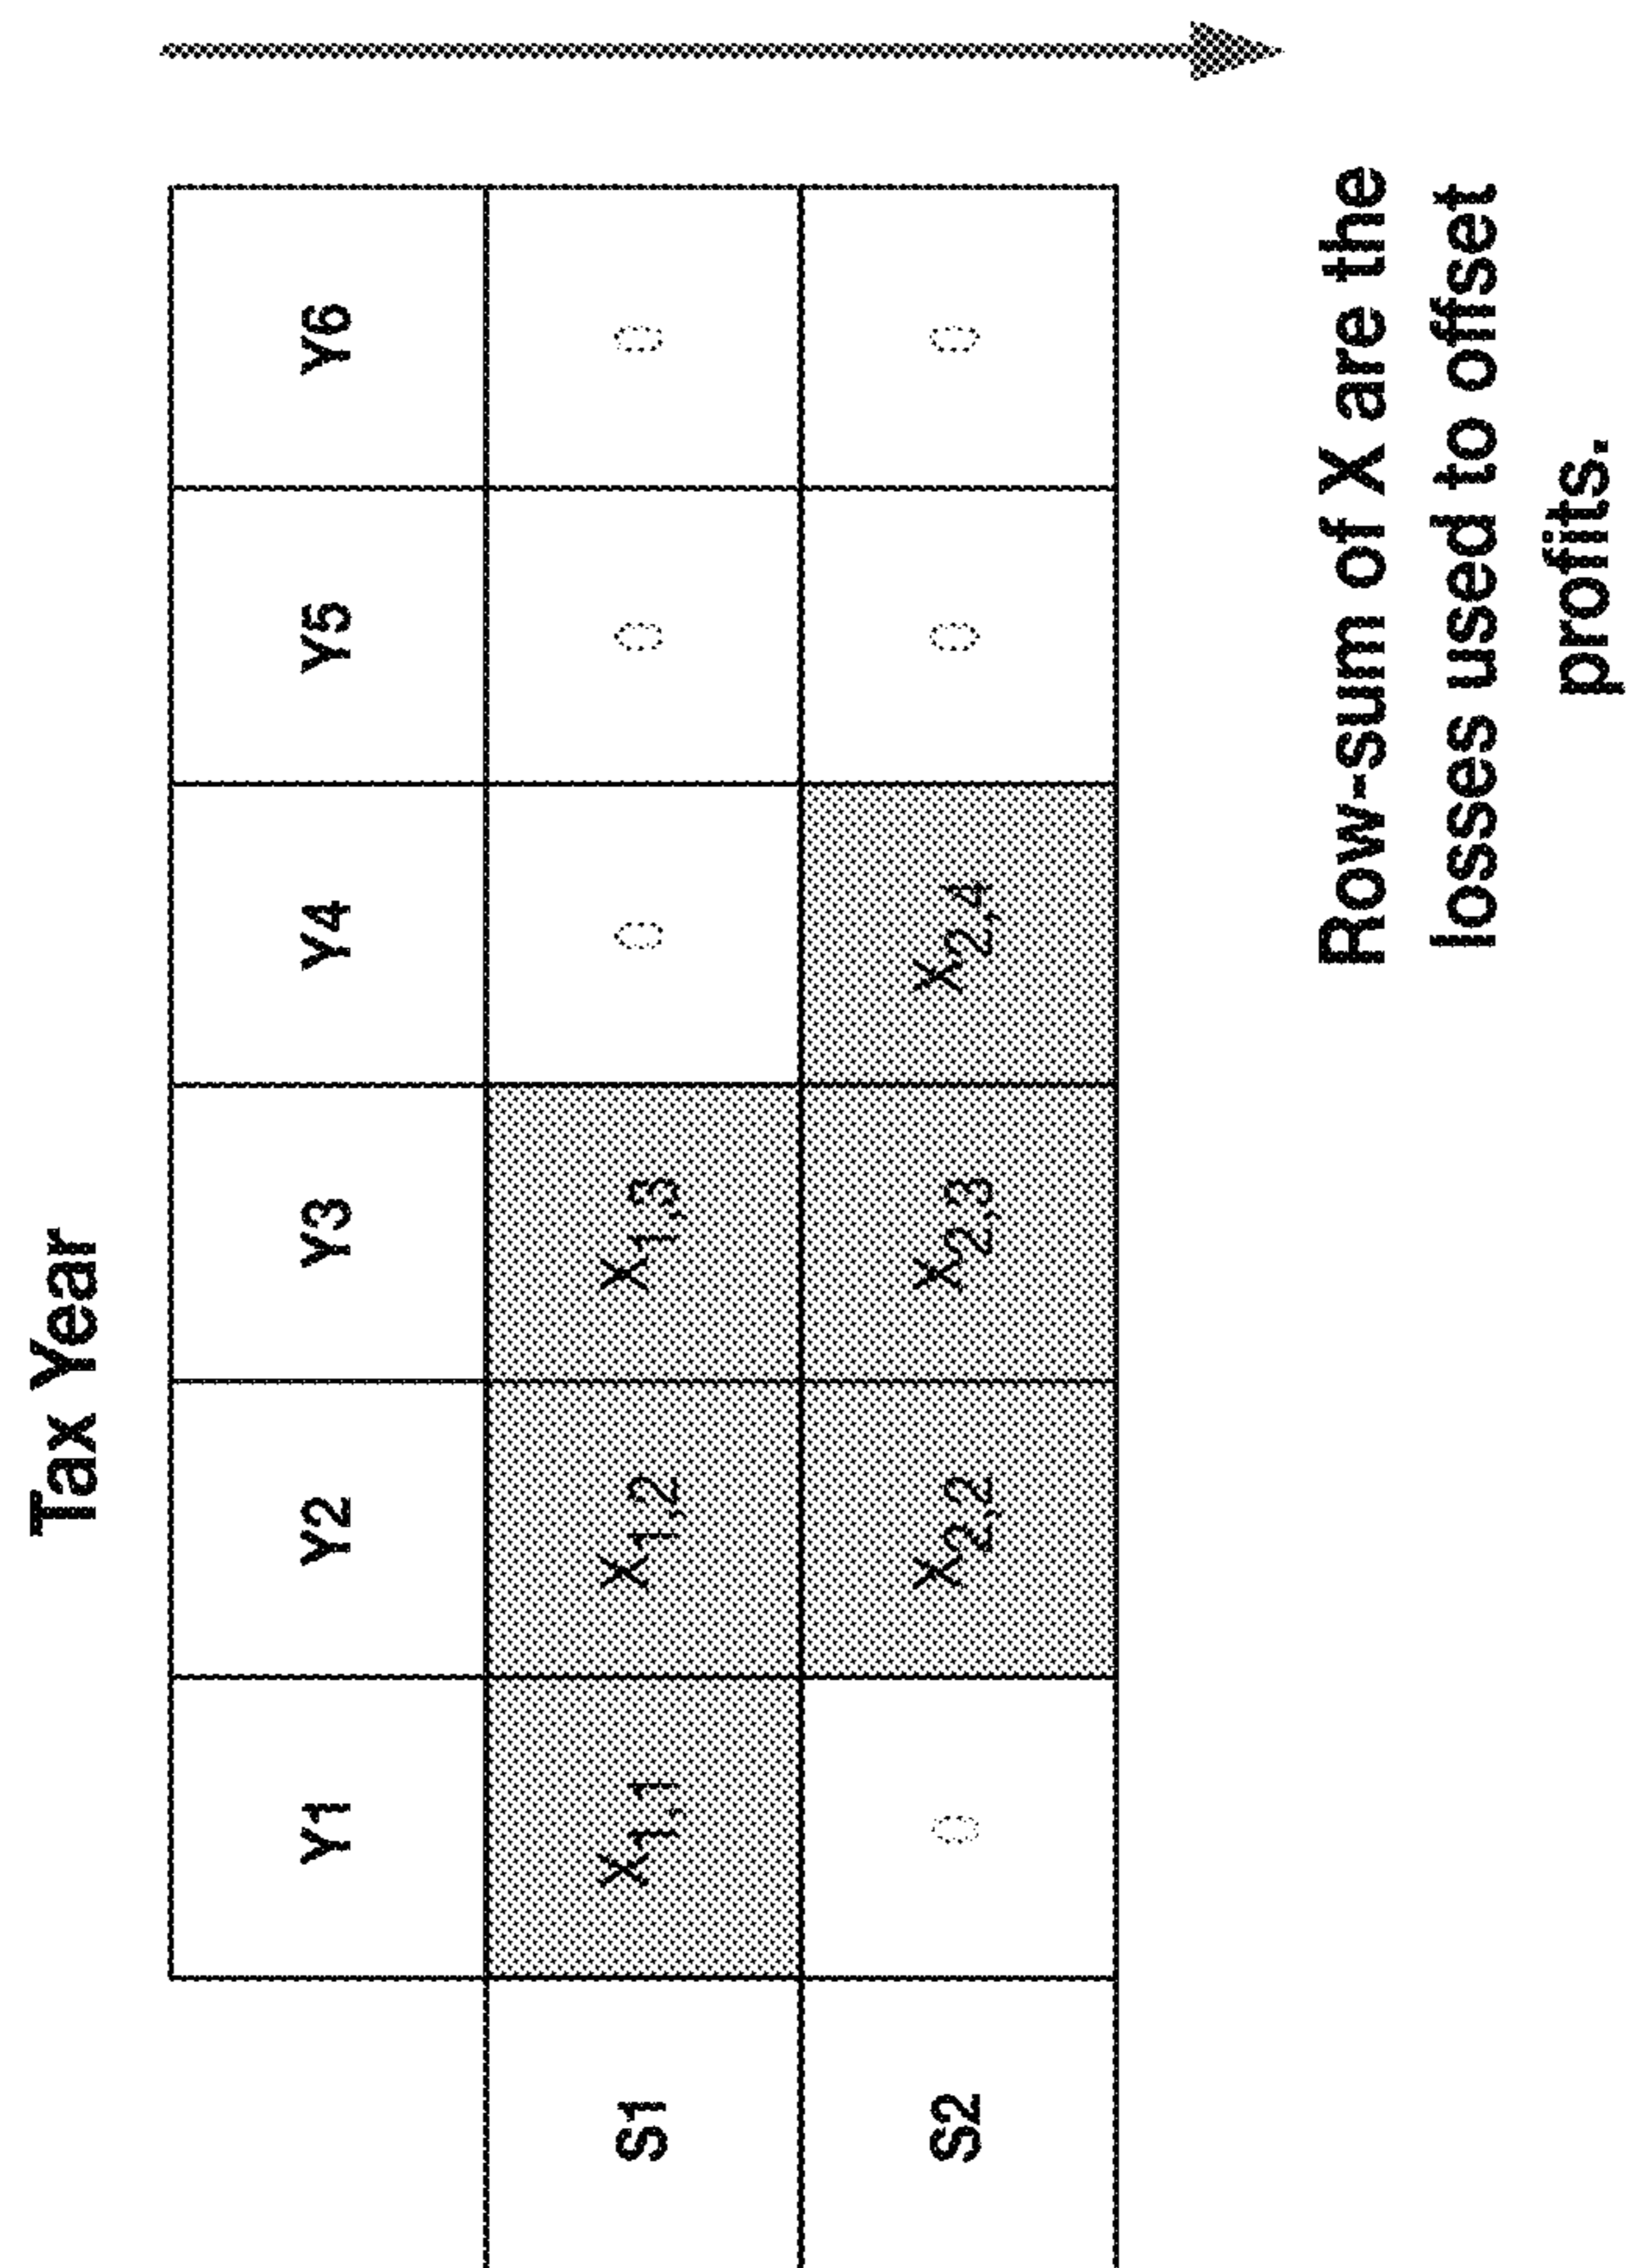 Tax Year
Y1 Y2 Y3 Y4 Y5 Y6
S1 X1,1 X1,2 X1,3 0 0 0
S2 0 X2,2 X2,3 X2,4 0 0
Row-sum of X are the
losses used to offset
profits.